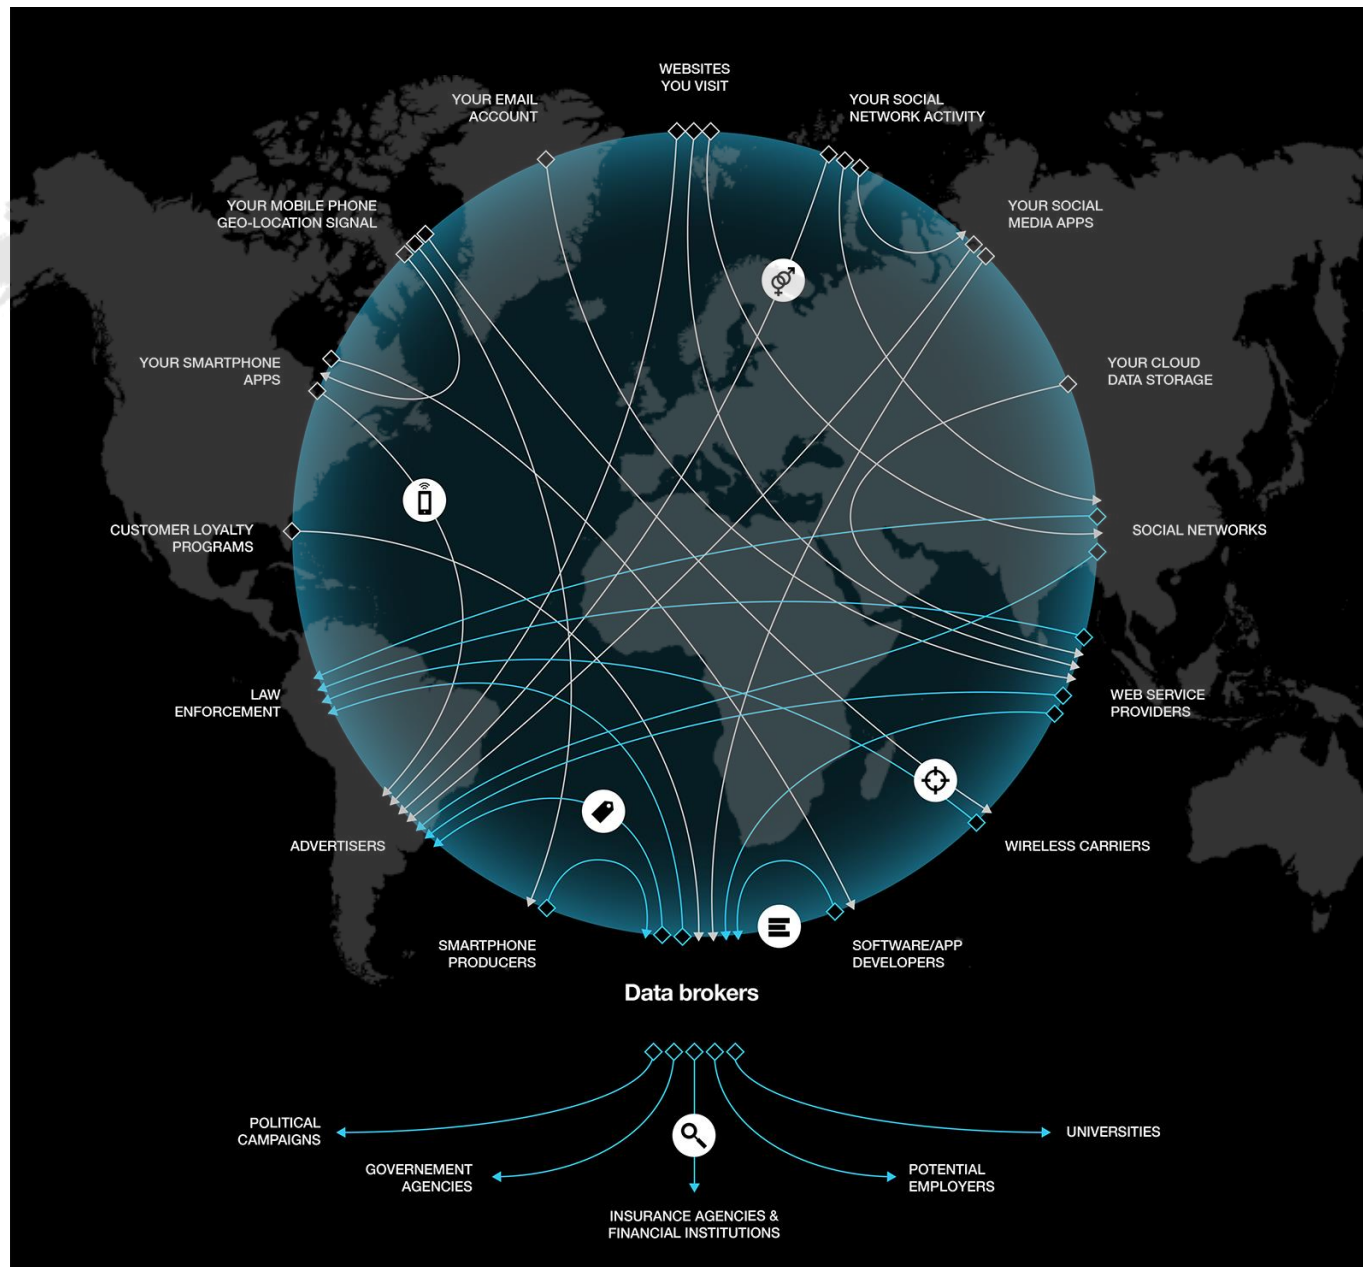 WEBSITES
YOU VISIT
YOUR EMAIL
ACCOUNT
YOUR SOCIAL
NETWORK ACTIVITY
YOUR MOBILE PHONE
GEO-LOCATION SIGNAL
YOUR SOCIAL
MEDIA APPS
YOUR SMARTPHONE
APPS
YOUR CLOUD
DATA STORAGE
CUSTOMER LOYALTY
PROGRAMS
SOCIAL NETWORKS
LAW
ENFORCEMENT
WEB SERVICE
PROVIDERS
ADVERTISERS
WIRELESS CARRIERS
SMARTPHONE
PRODUCERS
SOFTWARE/APP
DEVELOPERS
Data brokers
POLITICAL
CAMPAIGNS
UNIVERSITIES
GOVERNEMENT
AGENCIES
POTENTIAL
EMPLOYERS
INSURANCE AGENCIES &
FINANCIAL INSTITUTIONS